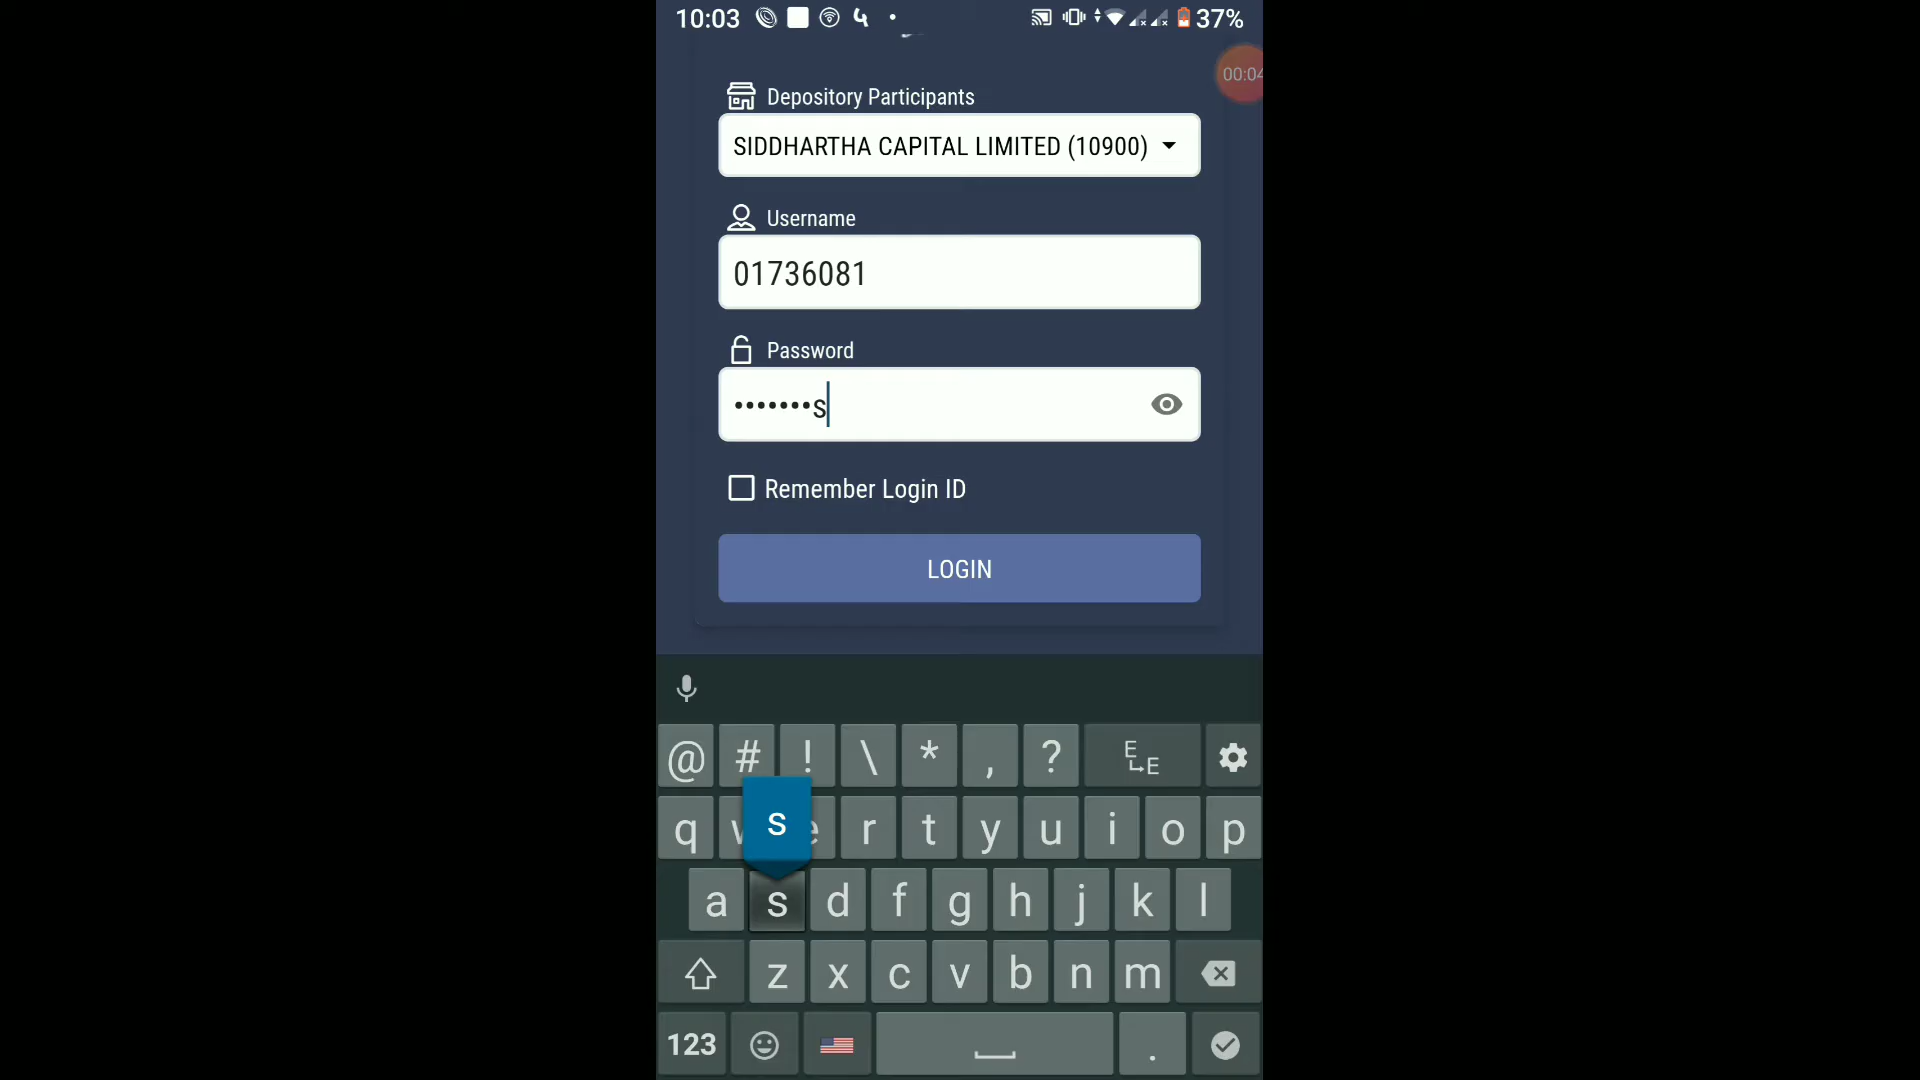 10:03 37%
00:04
Depository Participants
SIDDHARTHA CAPITAL LIMITED (10900)
Username
01736081
Password
•••••••s
Remember Login ID
LOGIN
@ # ! \ * , ? E E
s
q w e r t y u i o p
a s d f g h j k l
z x c v b n m
123 .